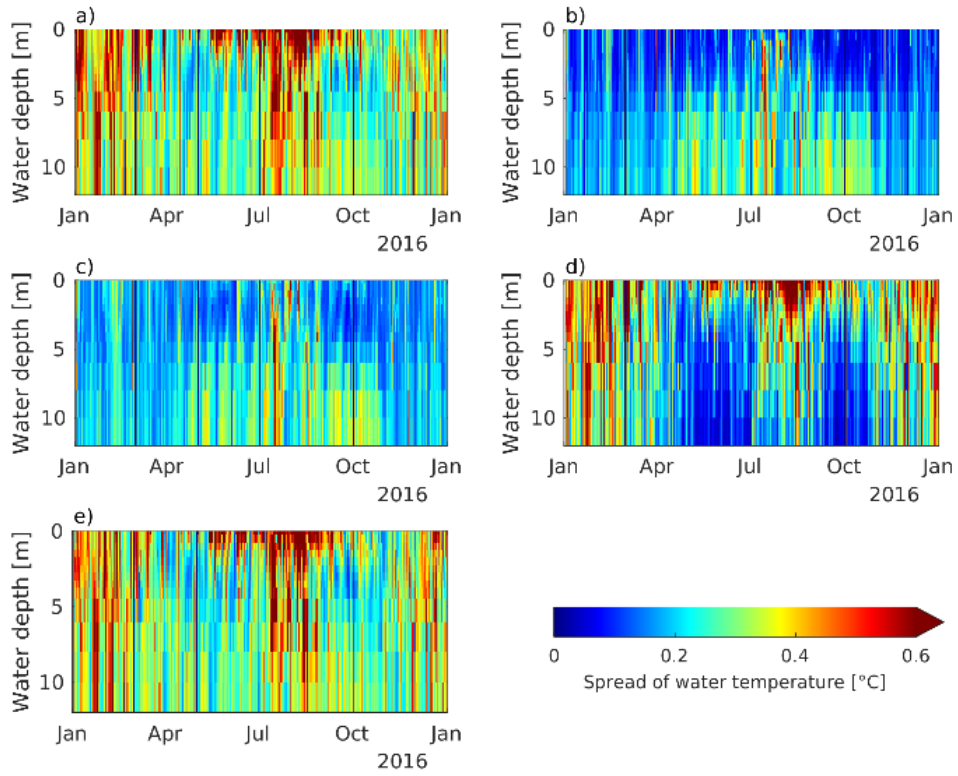 a)
Water depth [m]
0
5
10
Jan Apr Jul Oct Jan
2016
b)
Water depth [m]
0
5
10
Jan Apr Jul Oct Jan
2016
c)
Water depth [m]
0
5
10
Jan Apr Jul Oct Jan
2016
d)
Water depth [m]
0
5
10
Jan Apr Jul Oct Jan
2016
e)
Water depth [m]
0
5
10
Jan Apr Jul Oct Jan
2016
0 0.2 0.4 0.6
Spread of water temperature [°C]